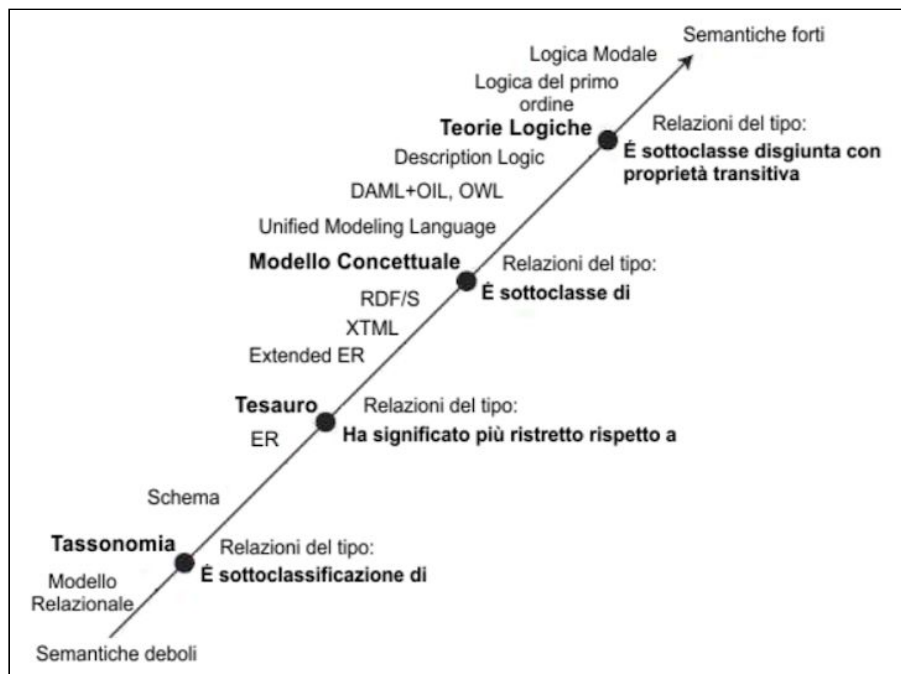 Semantiche forti
Logica Modale
Logica del primo
ordine
Teorie Logiche
Relazioni del tipo:
É sottoclasse disgiunta con
proprietà transitiva
Description Logic
DAML+OIL, OWL
Unified Modeling Language
Modello Concettuale
Relazioni del tipo:
É sottoclasse di
RDF/S
XTML
Extended ER
Tesauro
Relazioni del tipo:
Ha significato più ristretto rispetto a
ER
Schema
Tassonomia
Relazioni del tipo:
É sottoclassificazione di
Modello
Relazionale
Semantiche deboli